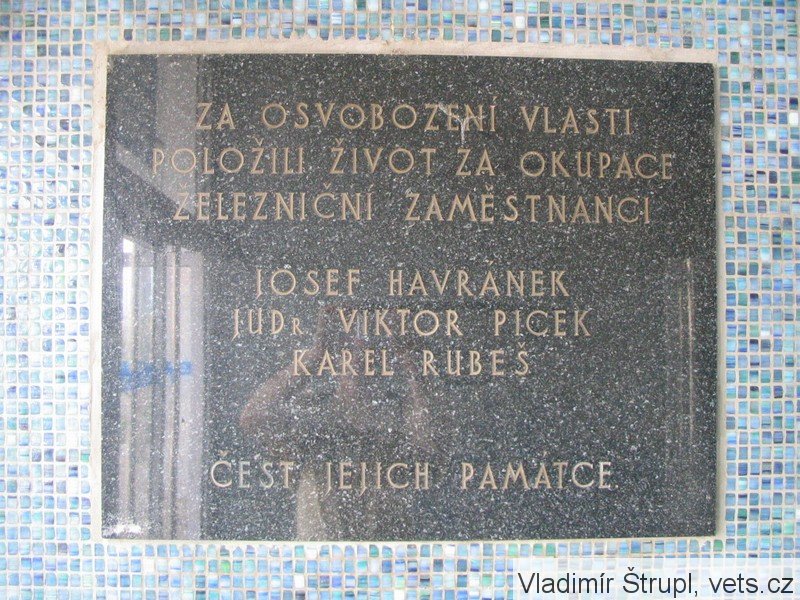 ZA OSVOBOZENÍ VLASTI
POLOŽILI ŽIVOT ZA OKUPACE
ŽELEZNIČNÍ ZAMĚSTNANCI
JOSEF HAVRANEK
JUDR. VIKTOR PICEK
KAREL RUBEŠ
ČEST JEJICH PAMÁTCE.
Vladimír Štrupl, vets.cz